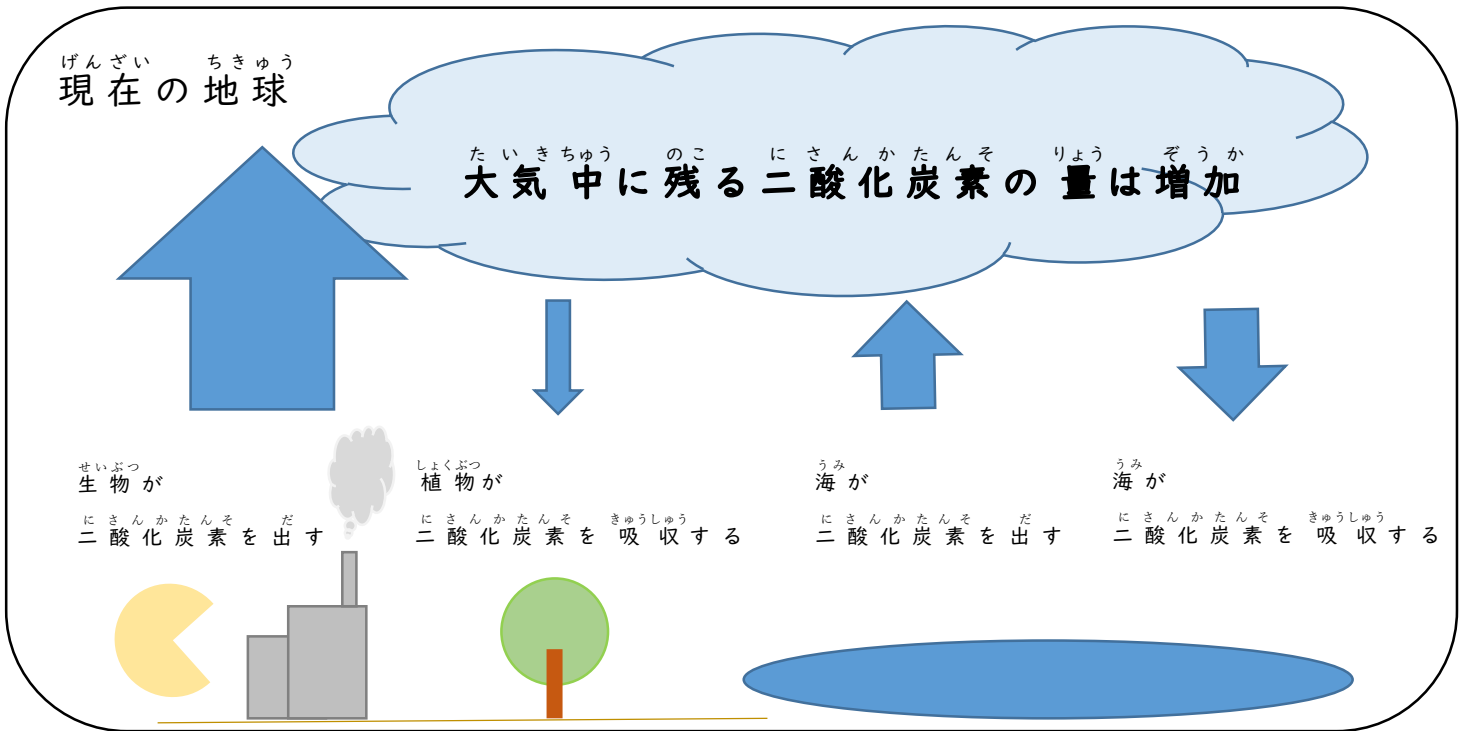 げんざい ちきゅう
現在の地球
たいきちゅう のこ にさんかたんそ りょう ぞうか
大気中に残る二酸化炭素の量は増加
せいぶつ
生物が
にさんかたんそ だ
二酸化炭素を出す
しょくぶつ
植物が
にさんかたんそ きゅうしゅう
二酸化炭素を吸収する
うみ
海が
にさんかたんそ だ
二酸化炭素を出す
うみ
海が
にさんかたんそ きゅうしゅう
二酸化炭素を吸収する